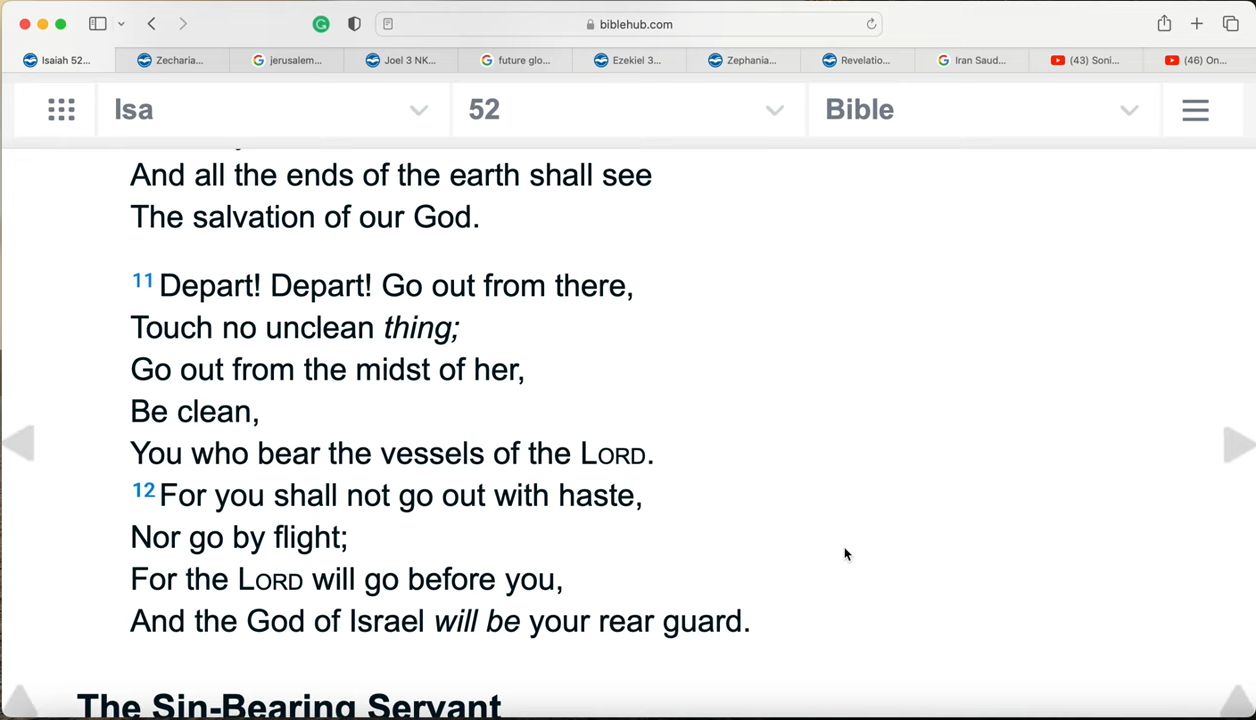 biblehub.com
Isaiah 52...
Zecharia...
jerusalem...
Joel 3 NK...
future glo...
Ezekiel 3...
Zephania...
Revelatio...
Iran Saud...
(43) Soni...
(46) On...
Isa
52
Bible
And all the ends of the earth shall see
The salvation of our God.
11 Depart! Depart! Go out from there,
Touch no unclean thing;
Go out from the midst of her,
Be clean,
You who bear the vessels of the LORD.
12 For you shall not go out with haste,
Nor go by flight;
For the LORD will go before you,
And the God of Israel will be your rear guard.
The Sin-Bearing Servant